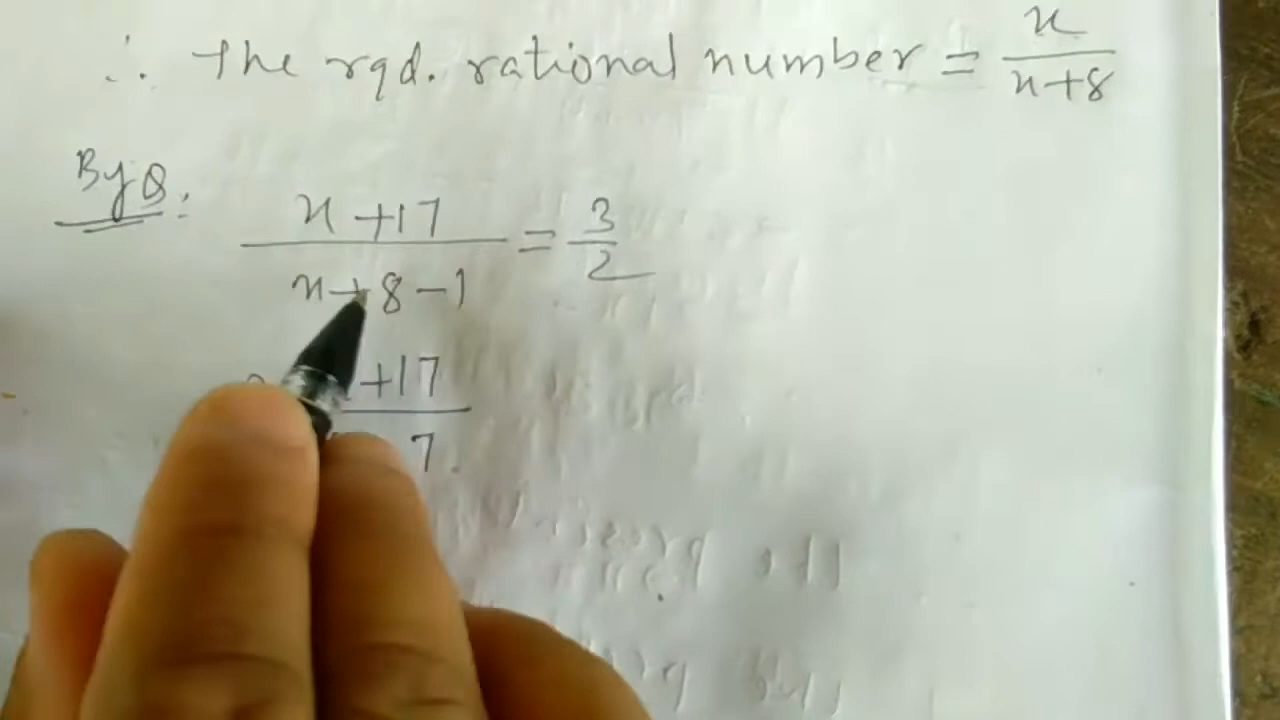 ∴ The rqd. rational number = x/(x+8)
By Q: (x+17)/(x+8-1) = 3/2
+17
7